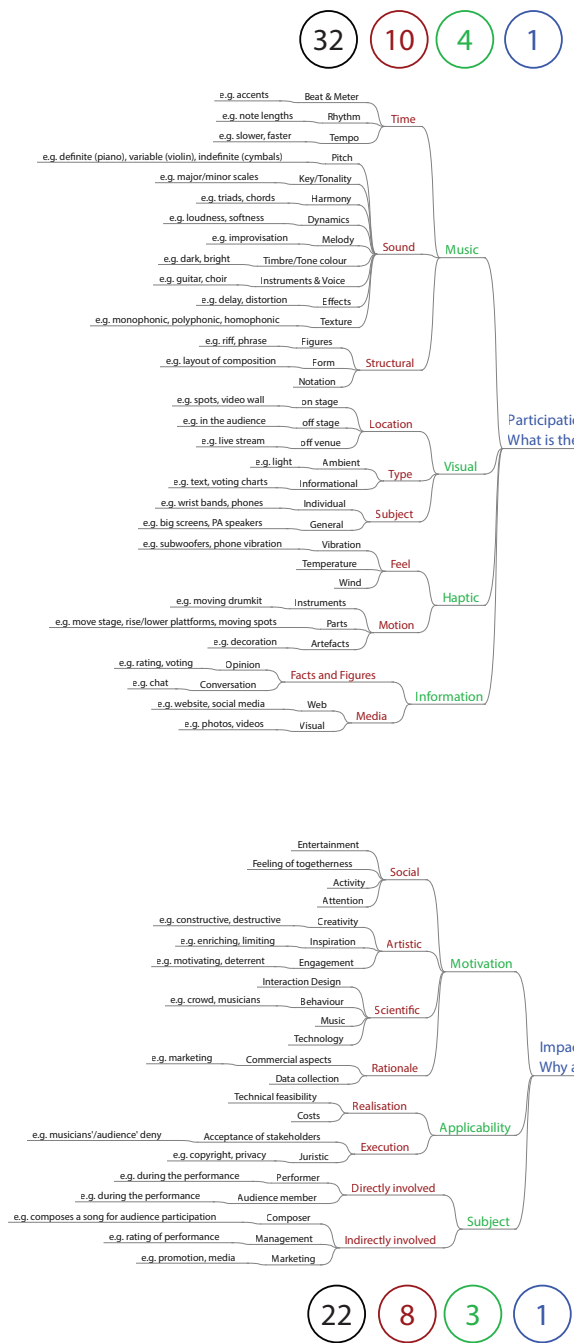 32 10 4 1
e.g. accents Beat & Meter
e.g. note lengths Rhythm Time
e.g. slower, faster Tempo
e.g. definite (piano), variable (violin), indefinite (cymbals) Pitch
e.g. major/minor scales Key/Tonality
e.g. triads, chords Harmony
e.g. loudness, softness Dynamics
e.g. improvisation Melody Sound Music
e.g. dark, bright Timbre/Tone colour
e.g. guitar, choir Instruments & Voice
e.g. delay, distortion Effects
e.g. monophonic, polyphonic, homophonic Texture
e.g. riff, phrase Figures
e.g. layout of composition Form Structural
Notation
e.g. spots, video wall on stage
e.g. in the audience off stage Location
e.g. live stream off venue
Participatio
What is the
e.g. light Ambient
e.g. text, voting charts Informational Type Visual
e.g. wrist bands, phones Individual
e.g. big screens, PA speakers General Subject
e.g. subwoofers, phone vibration Vibration
Temperature Feel
Wind
e.g. moving drumkit Instruments Haptic
e.g. move stage, rise/lower plattforms, moving spots Parts Motion
e.g. decoration Artefacts
e.g. rating, voting Opinion
e.g. chat Conversation Facts and Figures
e.g. website, social media Web Information
e.g. photos, videos Visual Media
Entertainment
Feeling of togetherness Social
Activity
Attention
e.g. constructive, destructive Creativity
e.g. enriching, limiting Inspiration Artistic
e.g. motivating, deterrent Engagement Motivation
Interaction Design
e.g. crowd, musicians Behaviour Scientific
Music
Technology
e.g. marketing Commercial aspects Rationale
Data collection
Impac
Why a
Technical feasibility Realisation
Costs
e.g. musicians'/audience' deny Acceptance of stakeholders Applicability
e.g. copyright, privacy Juristic Execution
e.g. during the performance Performer
e.g. during the performance Audience member Directly involved
e.g. composes a song for audience participation Composer Subject
e.g. rating of performance Management Indirectly involved
e.g. promotion, media Marketing
22 8 3 1